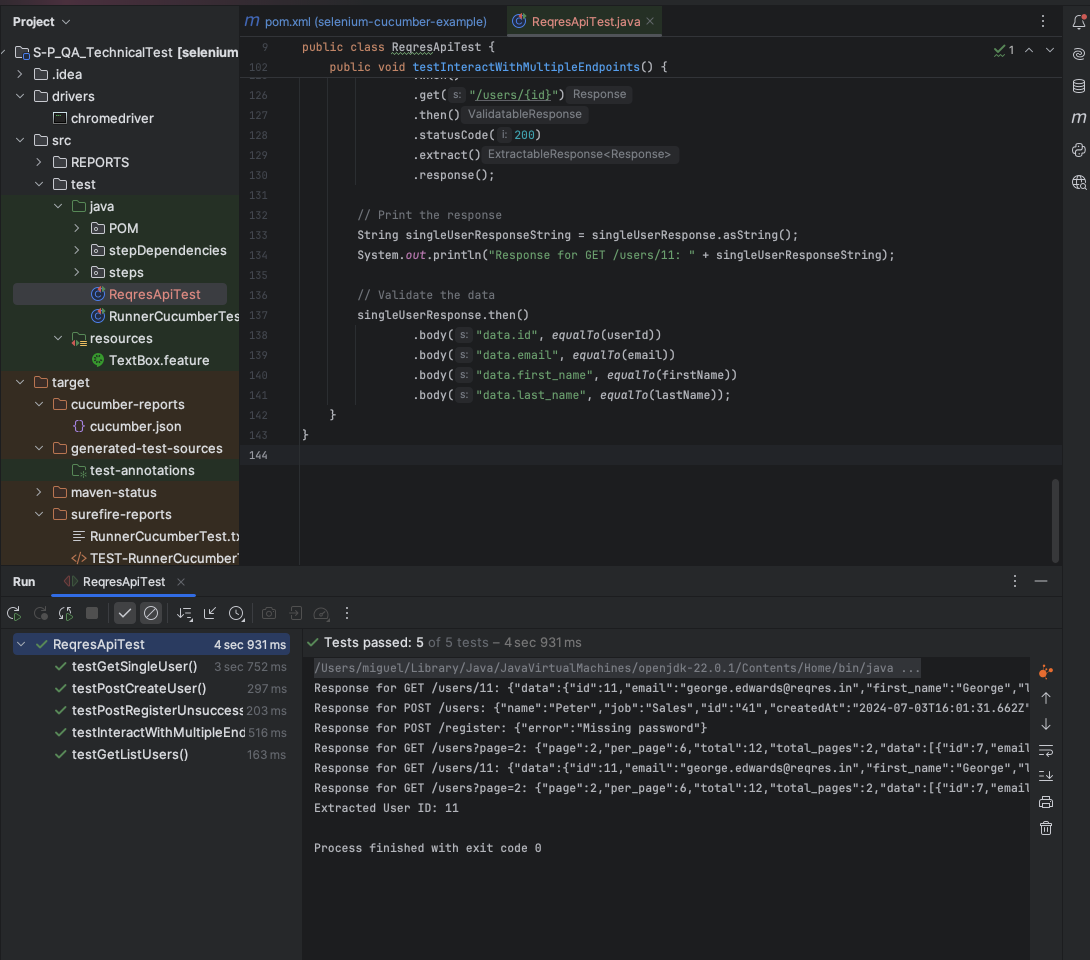 Project
pom.xml (selenium-cucumber-example)
ReqresApiTest.java
S-P_QA_TechnicalTest [selenium
.idea
drivers
chromedriver
src
REPORTS
test
java
POM
stepDependencies
steps
ReqresApiTest
RunnerCucumberTes
resources
TextBox.feature
target
cucumber-reports
cucumber.json
generated-test-sources
test-annotations
maven-status
surefire-reports
RunnerCucumberTest.tx
TEST-RunnerCucumberT
9 public class ReqresApiTest {
1
102 public void testInteractWithMultipleEndpoints() {
126 .get( s: "/users/{id}") Response
127 .then() ValidatableResponse
128 .statusCode( i: 200)
129 .extract() ExtractableResponse<Response>
130 .response();
131
132 // Print the response
133 String singleUserResponseString = singleUserResponse.asString();
134 System.out.println("Response for GET /users/11: " + singleUserResponseString);
135
136 // Validate the data
137 singleUserResponse.then()
138 .body( s: "data.id", equalTo(userId))
139 .body( s: "data.email", equalTo(email))
140 .body( s: "data.first_name", equalTo(firstName))
141 .body( s: "data.last_name", equalTo(lastName));
142 }
143 }
144
Run
ReqresApiTest
ReqresApiTest 4 sec 931 ms
testGetSingleUser() 3 sec 752 ms
testPostCreateUser() 297 ms
testPostRegisterUnsuccess 203 ms
testInteractWithMultipleEnd 516 ms
testGetListUsers() 163 ms
Tests passed: 5 of 5 tests – 4 sec 931 ms
/Users/miguel/Library/Java/JavaVirtualMachines/openjdk-22.0.1/Contents/Home/bin/java ...
Response for GET /users/11: {"data":{"id":11,"email":"george.edwards@reqres.in","first_name":"George","l
Response for POST /users: {"name":"Peter","job":"Sales","id":"41","createdAt":"2024-07-03T16:01:31.662Z"
Response for POST /register: {"error":"Missing password"}
Response for GET /users?page=2: {"page":2,"per_page":6,"total":12,"total_pages":2,"data":[{"id":7,"email
Response for GET /users/11: {"data":{"id":11,"email":"george.edwards@reqres.in","first_name":"George","l
Response for GET /users?page=2: {"page":2,"per_page":6,"total":12,"total_pages":2,"data":[{"id":7,"email
Extracted User ID: 11
Process finished with exit code 0